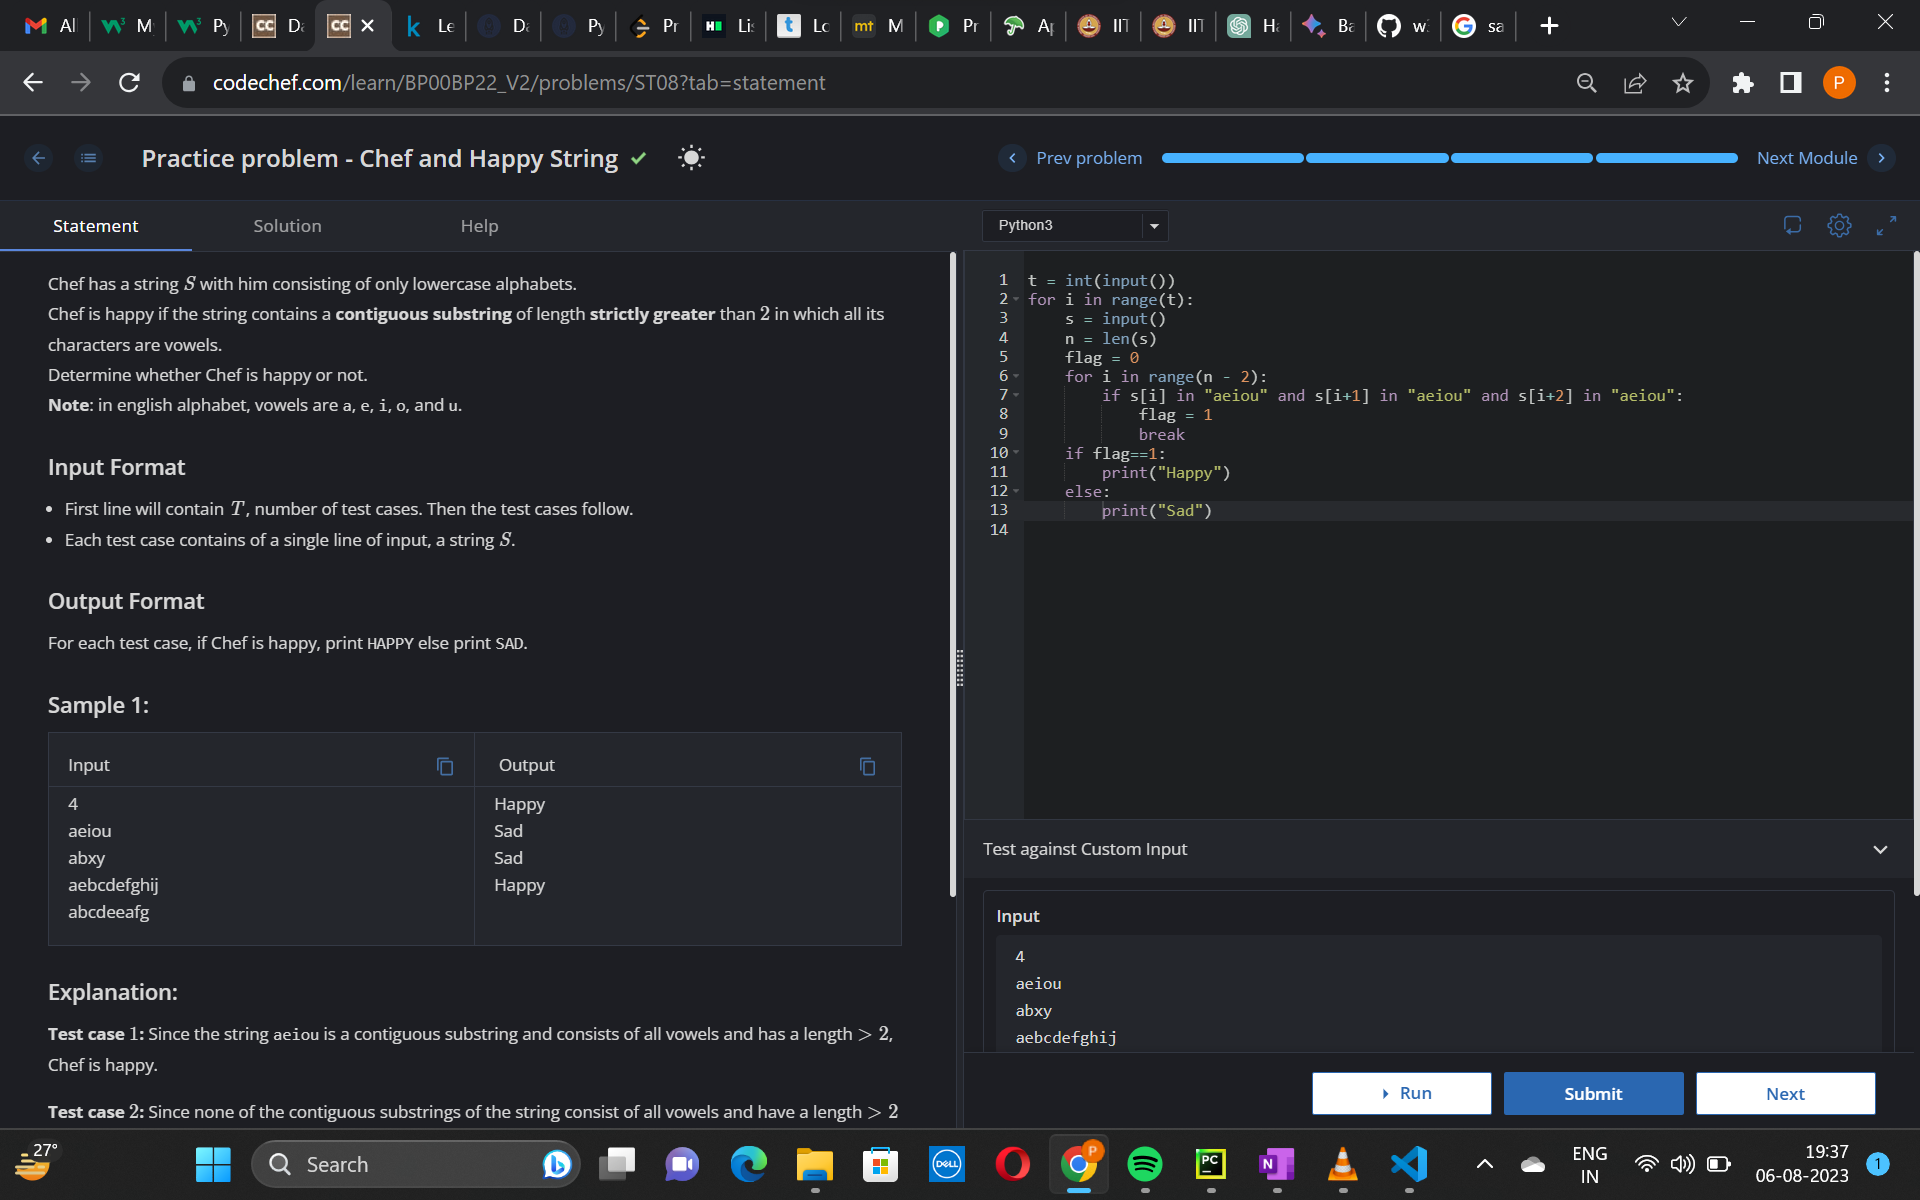 Al
M
Py
CC Da
CC
k Le
Da
Py
Pr
Lis
t Lo
mt M
P Pr
A
IIT
IIT
Ha
Ba
w
G sa
codechef.com/learn/BP00BP22_V2/problems/ST08?tab=statement
P
Practice problem - Chef and Happy String
Prev problem
Next Module
Statement
Solution
Help
Python3
Chef has a string S with him consisting of only lowercase alphabets.
Chef is happy if the string contains a contiguous substring of length strictly greater than 2 in which all its
characters are vowels.
Determine whether Chef is happy or not.
Note: in english alphabet, vowels are a, e, i, o, and u.
Input Format
• First line will contain T, number of test cases. Then the test cases follow.
• Each test case contains of a single line of input, a string S.
Output Format
For each test case, if Chef is happy, print HAPPY else print SAD.
Sample 1:
Input
Output
4
aeiou
abxy
aebcdefghij
abcdeeafg
Happy
Sad
Sad
Happy
Explanation:
Test case 1: Since the string aeiou is a contiguous substring and consists of all vowels and has a length > 2,
Chef is happy.
Test case 2: Since none of the contiguous substrings of the string consist of all vowels and have a length > 2
1 t = int(input())
2 for i in range(t):
3     s = input()
4     n = len(s)
5     flag = 0
6     for i in range(n - 2):
7         if s[i] in "aeiou" and s[i+1] in "aeiou" and s[i+2] in "aeiou":
8             flag = 1
9             break
10     if flag==1:
11         print("Happy")
12     else:
13         print("Sad")
14
Test against Custom Input
Input
4
aeiou
abxy
aebcdefghij
Run
Submit
Next
27°
Search
DELL
P
PC
N
ENG
IN
19:37
06-08-2023
1